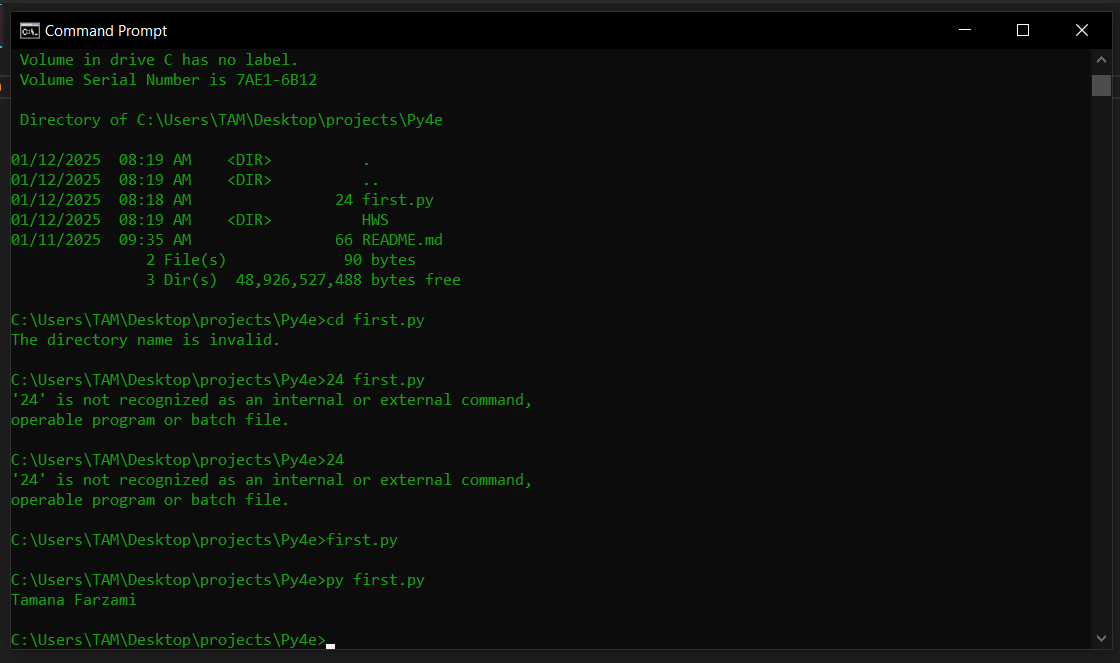 Command Prompt
Volume in drive C has no label.
Volume Serial Number is 7AE1-6B12
Directory of C:\Users\TAM\Desktop\projects\Py4e
01/12/2025  08:19 AM    <DIR>          .
01/12/2025  08:19 AM    <DIR>          ..
01/12/2025  08:18 AM                24 first.py
01/12/2025  08:19 AM    <DIR>          HWS
01/11/2025  09:35 AM                66 README.md
2 File(s)             90 bytes
3 Dir(s)  48,926,527,488 bytes free
C:\Users\TAM\Desktop\projects\Py4e>cd first.py
The directory name is invalid.
C:\Users\TAM\Desktop\projects\Py4e>24 first.py
'24' is not recognized as an internal or external command,
operable program or batch file.
C:\Users\TAM\Desktop\projects\Py4e>24
'24' is not recognized as an internal or external command,
operable program or batch file.
C:\Users\TAM\Desktop\projects\Py4e>first.py
C:\Users\TAM\Desktop\projects\Py4e>py first.py
Tamana Farzami
C:\Users\TAM\Desktop\projects\Py4e>